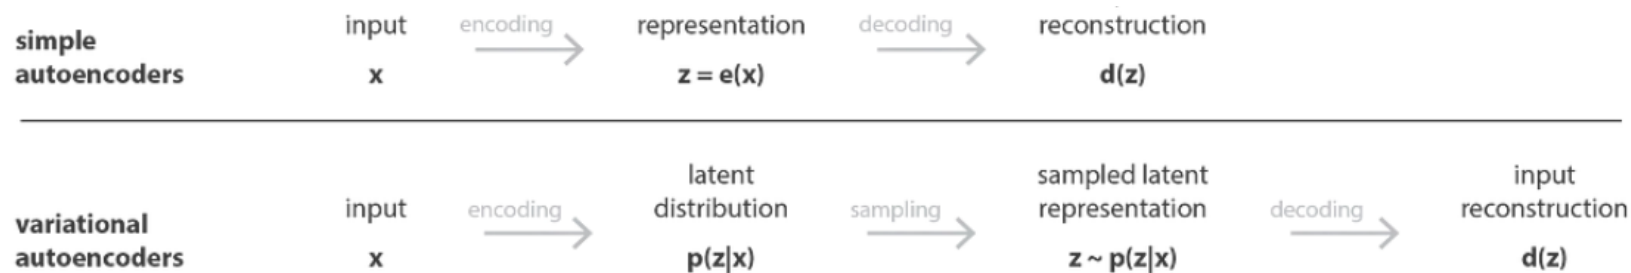 simple
autoencoders
input
x
encoding
representation
z = e(x)
decoding
reconstruction
d(z)
variational
autoencoders
input
x
encoding
latent
distribution
p(z|x)
sampling
sampled latent
representation
z ~ p(z|x)
decoding
input
reconstruction
d(z)